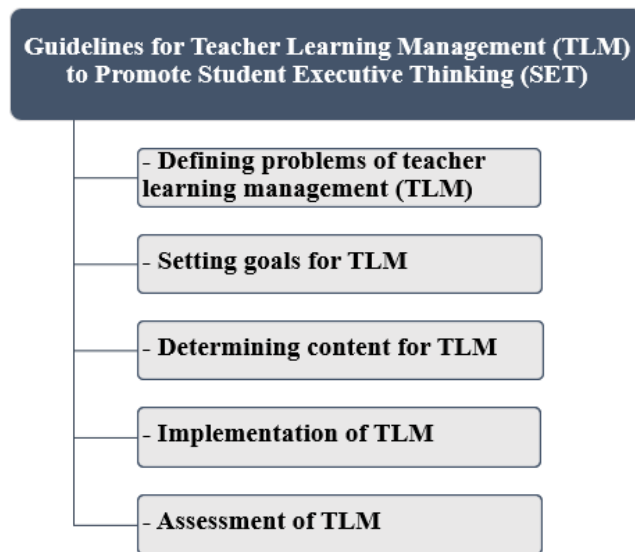 Guidelines for Teacher Learning Management (TLM)
to Promote Student Executive Thinking (SET)
- Defining problems of teacher
learning management (TLM)
- Setting goals for TLM
- Determining content for TLM
- Implementation of TLM
- Assessment of TLM